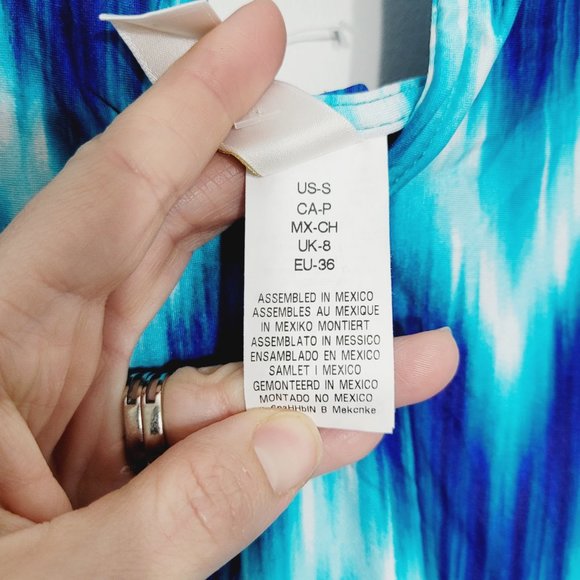 US-S
CA-P
MX-CH
UK-8
EU-36
ASSEMBLED IN MEXICO
ASSEMBLES AU MEXIQUE
IN MEXIKO MONTIERT
ASSEMBLATO IN MESSICO
ENSAMBLADO EN MEXICO
SAMLET I MEXICO
GEMONTEERD IN MEXICO
MONTADO NO MEXICO
B